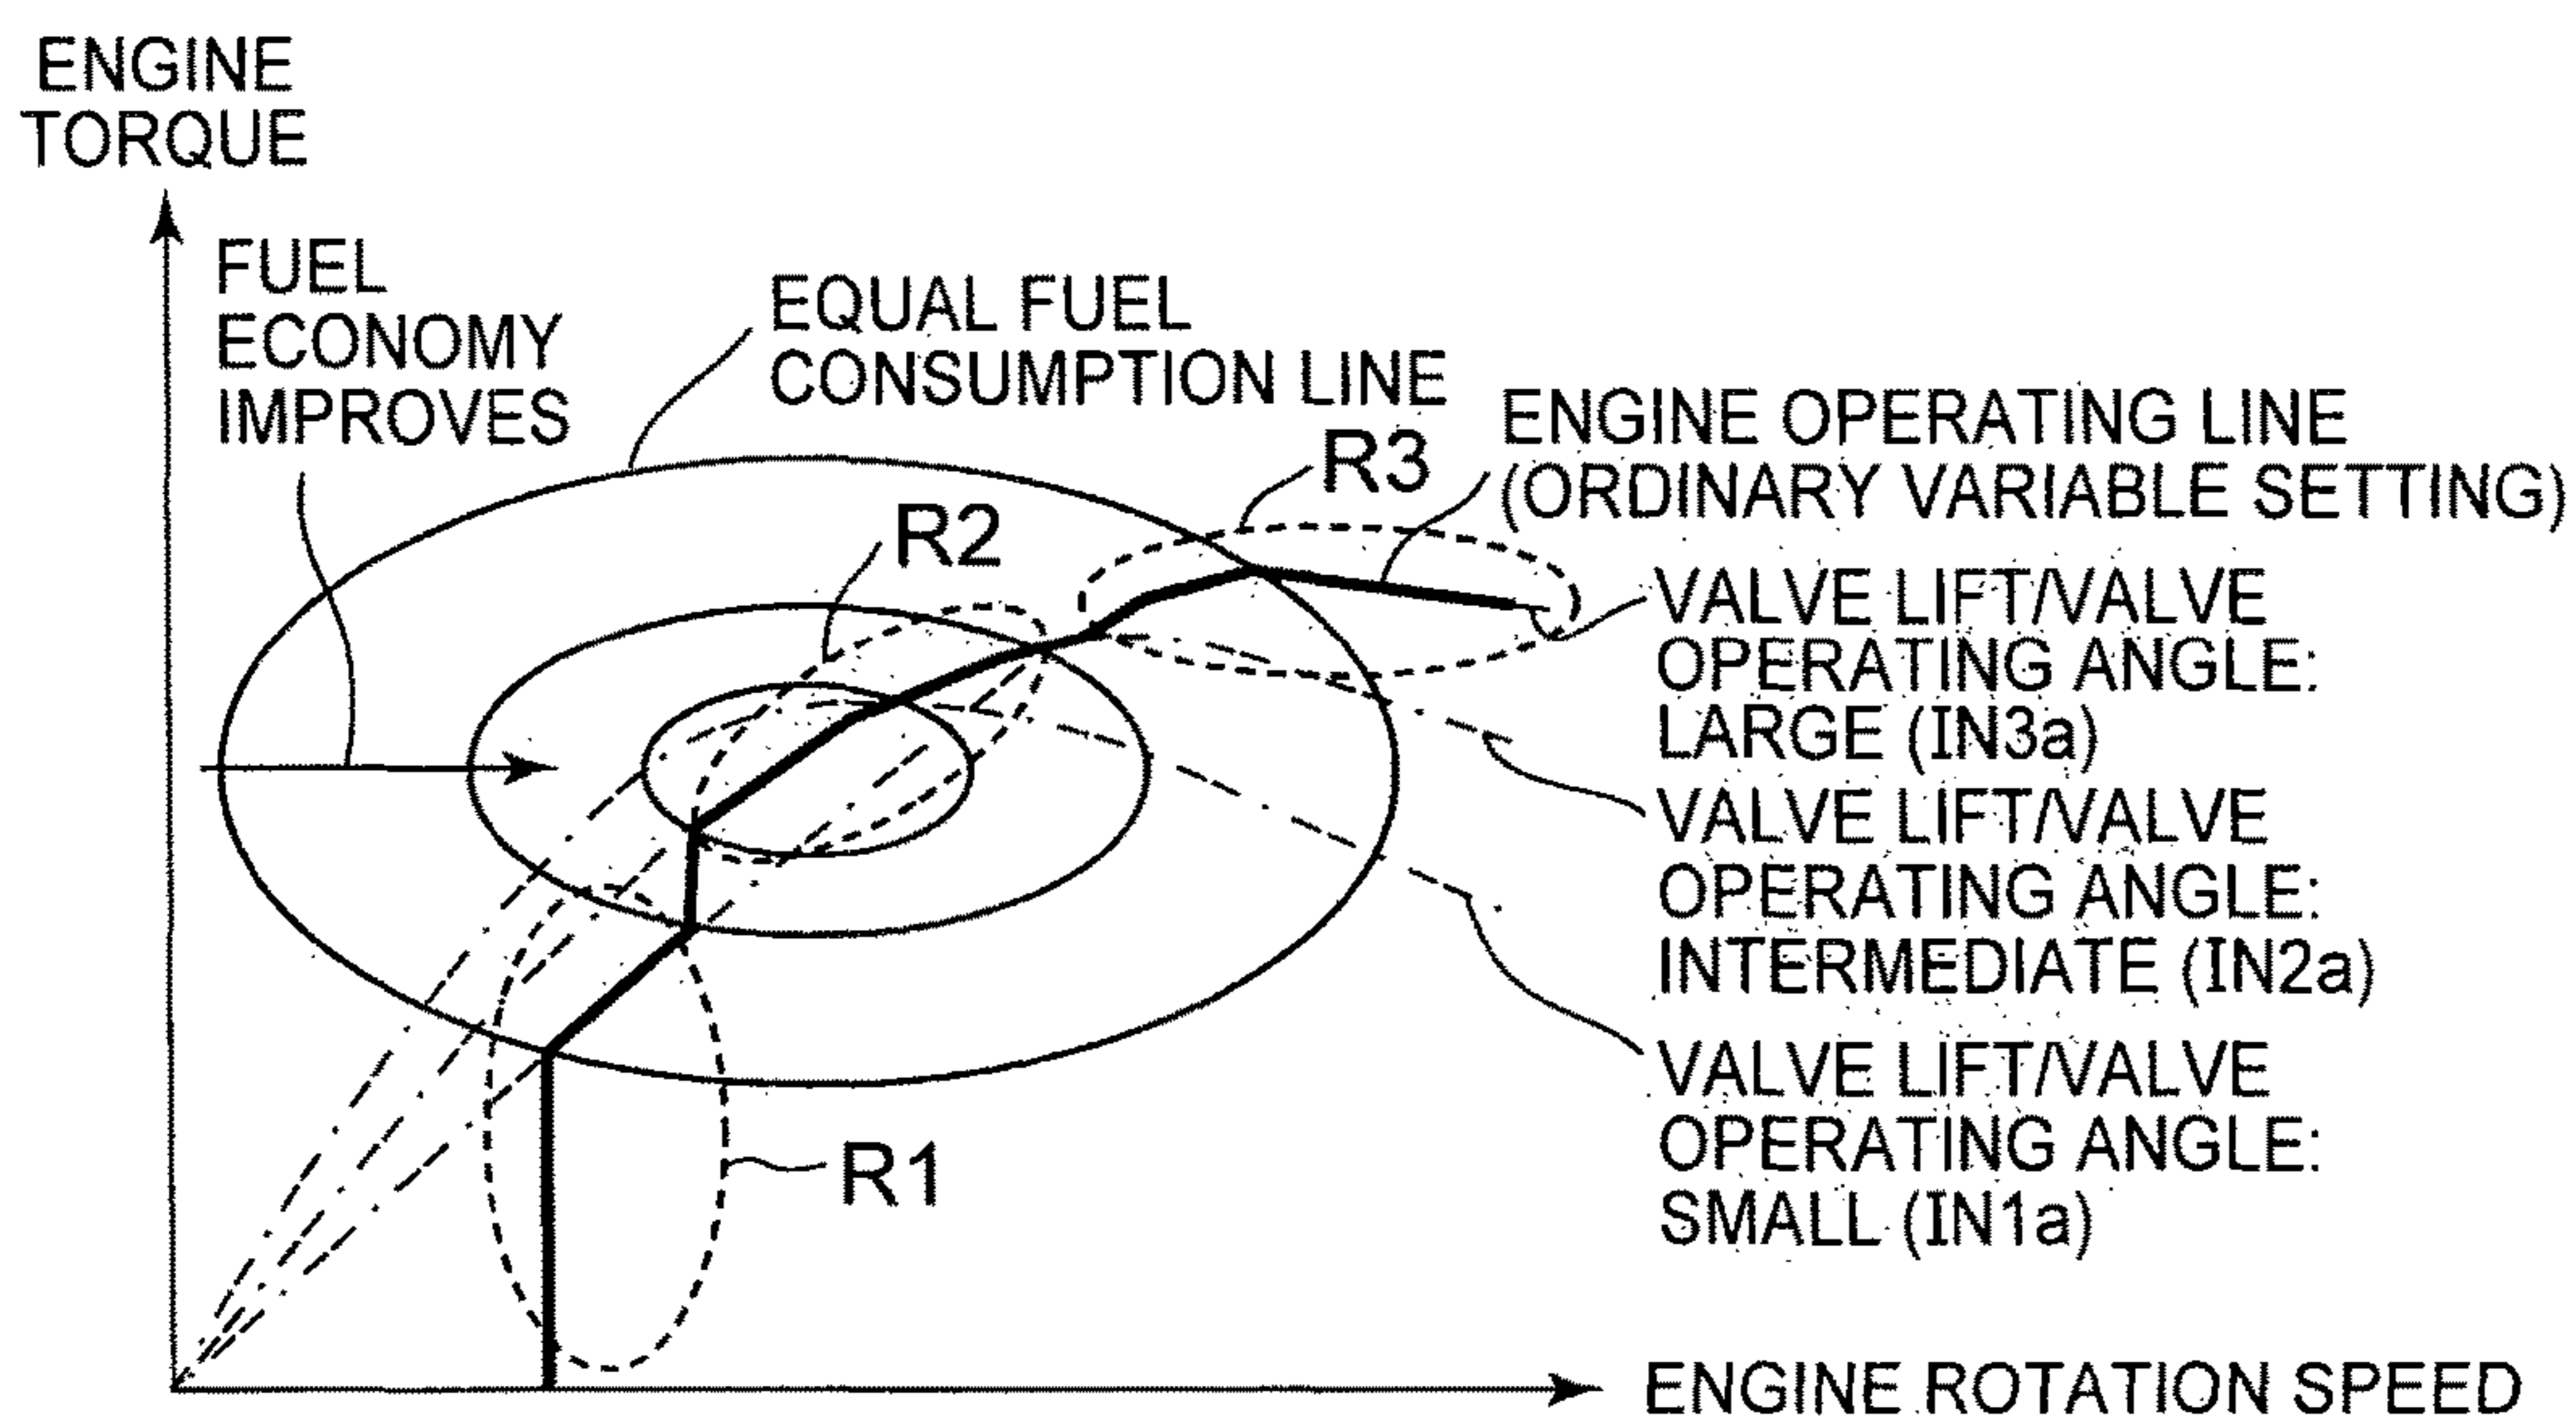 ENGINE
TORQUE
FUEL
ECONOMY
IMPROVES
EQUAL FUEL
CONSUMPTION LINE
R2
R3
ENGINE OPERATING LINE
(ORDINARY VARIABLE SETTING)
VALVE LIFT/VALVE
OPERATING ANGLE:
LARGE (IN3a)
VALVE LIFT/VALVE
OPERATING ANGLE:
INTERMEDIATE (IN2a)
VALVE LIFT/VALVE
OPERATING ANGLE:
SMALL (IN1a)
R1
ENGINE ROTATION SPEED